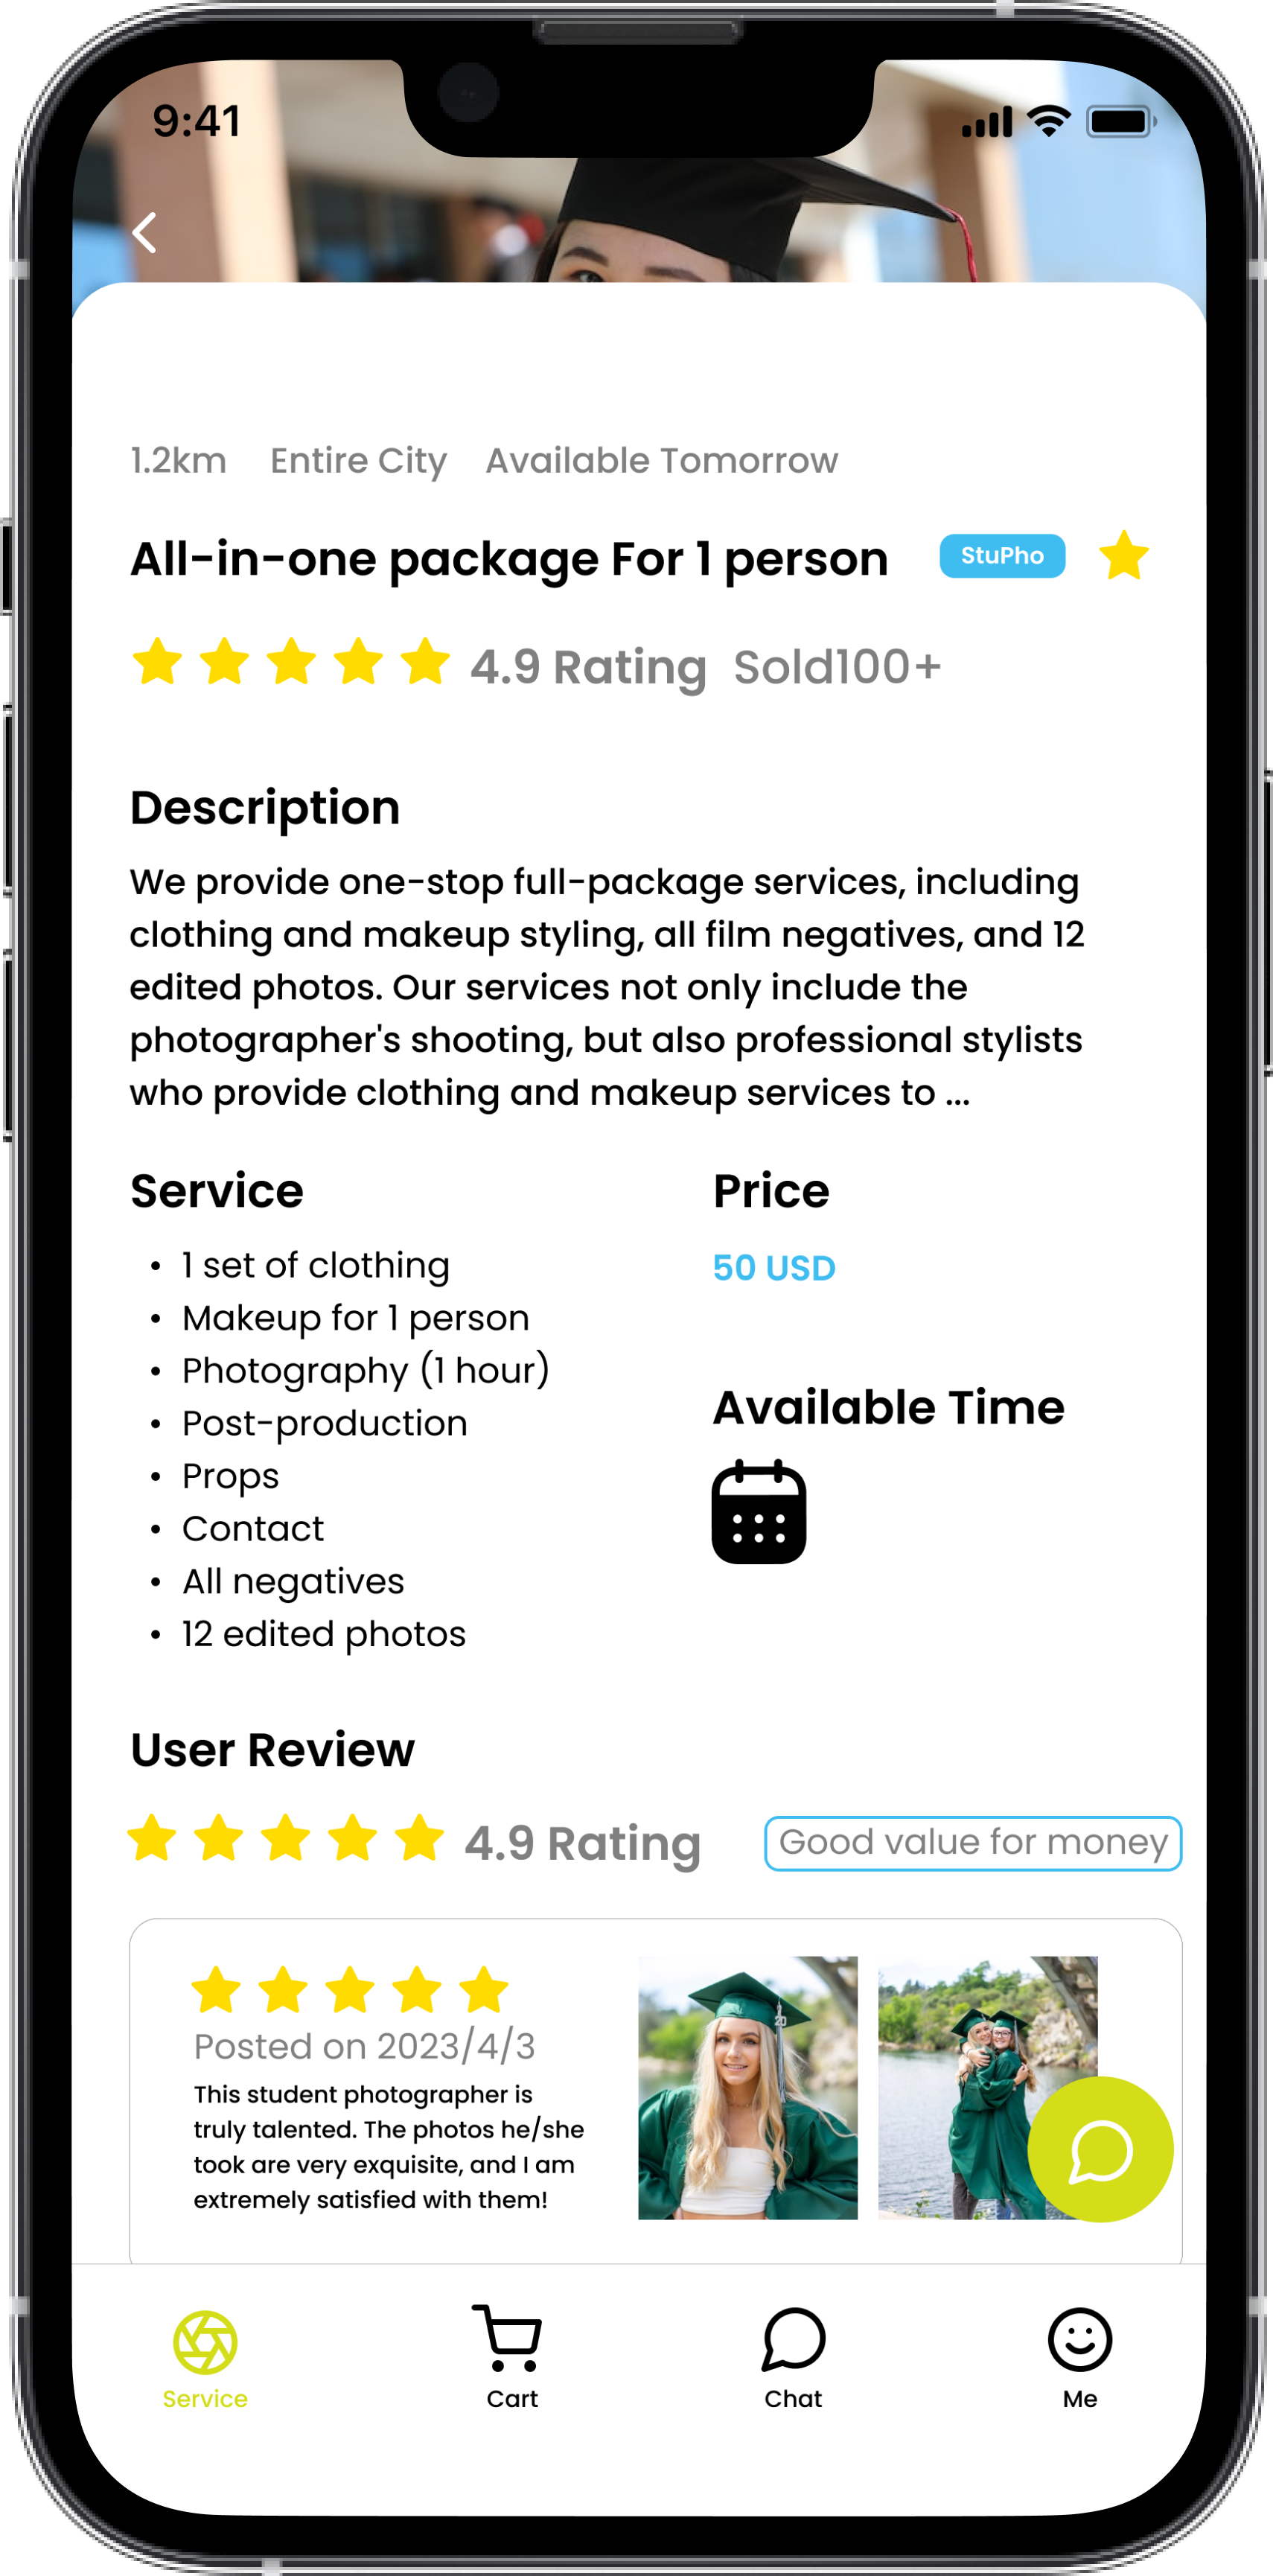 9:41
1.2km Entire City Available Tomorrow
All-in-one package For 1 person StuPho
4.9 Rating Sold100+
Description
We provide one-stop full-package services, including
clothing and makeup styling, all film negatives, and 12
edited photos. Our services not only include the
photographer's shooting, but also professional stylists
who provide clothing and makeup services to ...
Service
• 1 set of clothing
• Makeup for 1 person
• Photography (1 hour)
• Post-production
• Props
• Contact
• All negatives
• 12 edited photos
Price
50 USD
Available Time
User Review
4.9 Rating Good value for money
Posted on 2023/4/3
This student photographer is
truly talented. The photos he/she
took are very exquisite, and I am
extremely satisfied with them!
20
Service Cart Chat Me